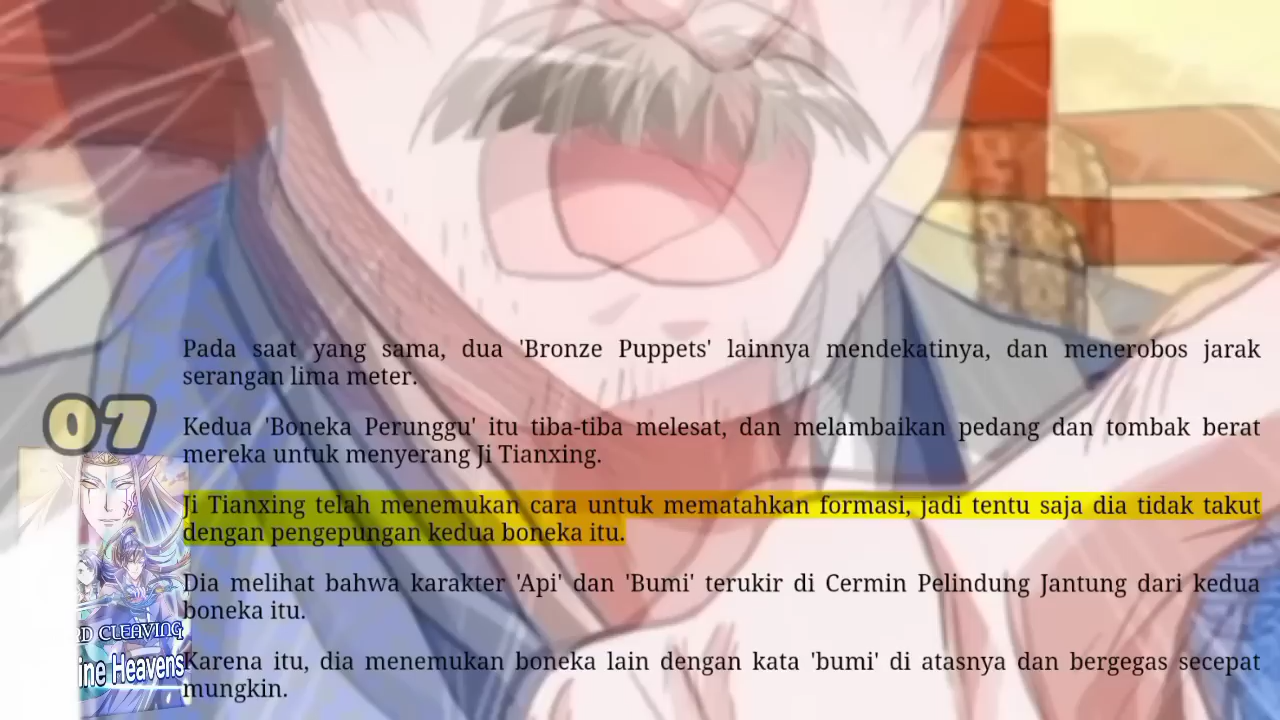 Pada saat yang sama, dua 'Bronze Puppets' lainnya mendekatinya, dan menerobos jarak
serangan lima meter.
Kedua 'Boneka Perunggu' itu tiba-tiba melesat, dan melambaikan pedang dan tombak berat
mereka untuk menyerang Ji Tianxing.
Ji Tianxing telah menemukan cara untuk mematahkan formasi, jadi tentu saja dia tidak takut
dengan pengepungan kedua boneka itu.
Dia melihat bahwa karakter 'Api' dan 'Bumi' terukir di Cermin Pelindung Jantung dari kedua
boneka itu.
Karena itu, dia menemukan boneka lain dengan kata 'bumi' di atasnya dan bergegas secepat
mungkin.
07
RD CLEAVING
ine Heavens